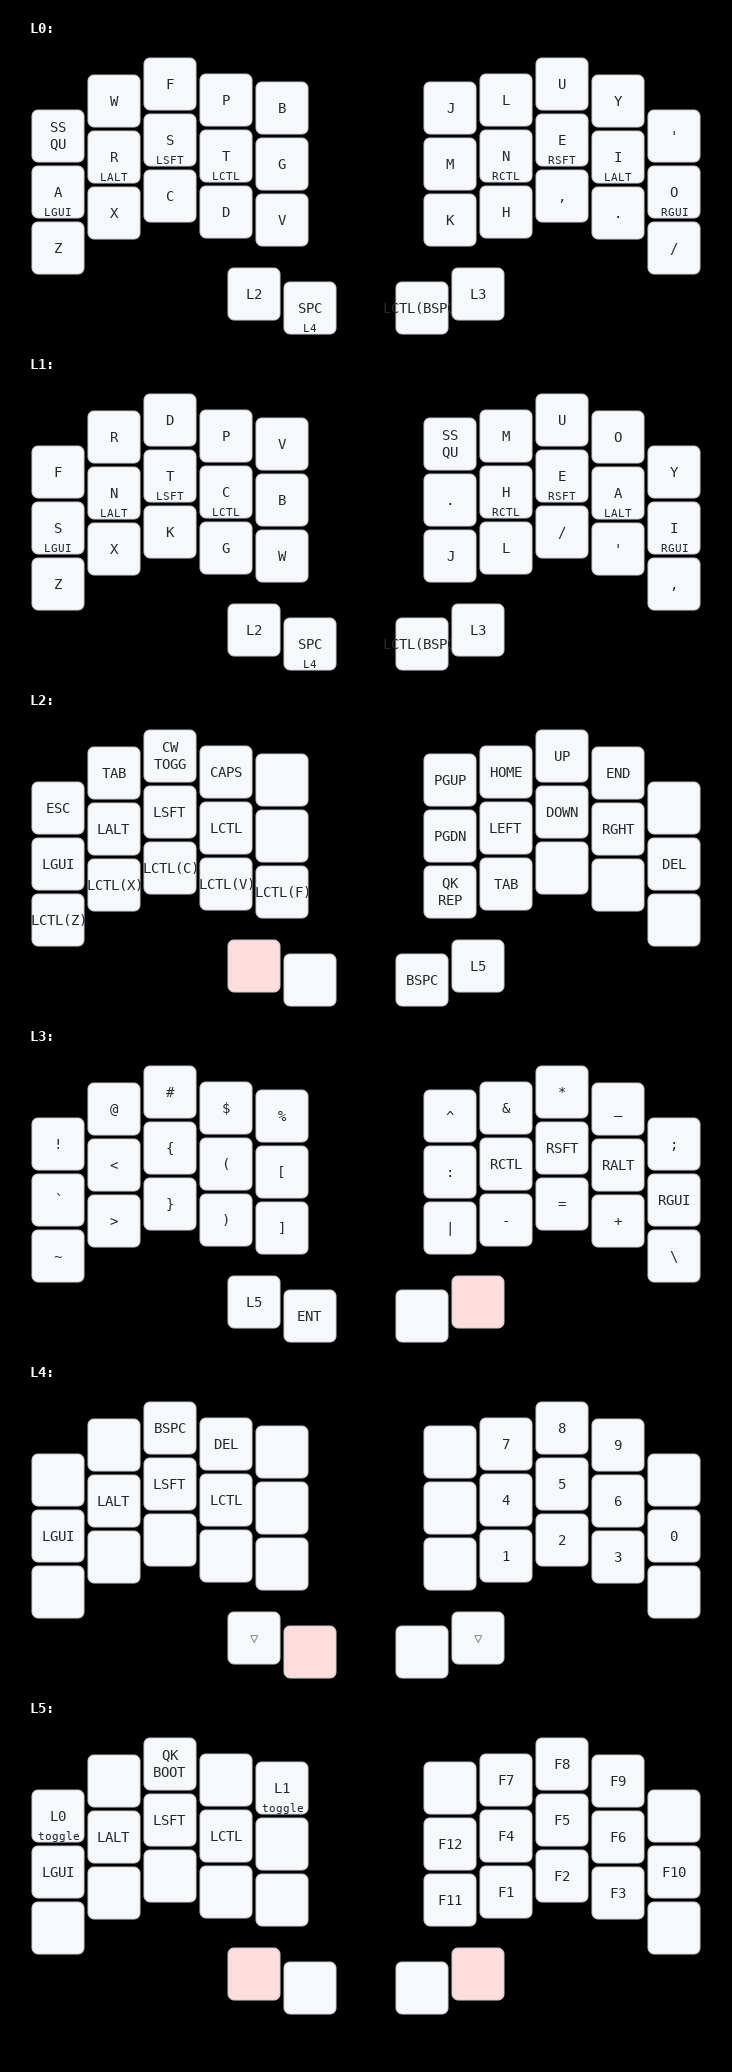 L0:
SS
QU
W
F
P
B
J
L
U
Y
'
A
LGUI
R
LALT
S
LSFT
T
LCTL
G
M
N
RCTL
E
RSFT
I
LALT
O
RGUI
Z
X
C
D
V
K
H
,
.
/
L2
SPC
L4
LCTL(BSP
L3
L1:
F
R
D
P
V
SS
QU
M
U
O
Y
S
LGUI
N
LALT
T
LSFT
C
LCTL
B
.
H
RCTL
E
RSFT
A
LALT
I
RGUI
Z
X
K
G
W
J
L
/
'
,
L2
SPC
L4
LCTL(BSP
L3
L2:
ESC
TAB
CW
TOGG
CAPS
PGUP
HOME
UP
END
LGUI
LALT
LSFT
LCTL
PGDN
LEFT
DOWN
RGHT
DEL
LCTL(Z)
LCTL(X)
LCTL(C)
LCTL(V)
LCTL(F)
QK
REP
TAB
BSPC
L5
L3:
!
@
#
$
%
^
&
*
_
;
`
<
{
(
[
:
RCTL
RSFT
RALT
RGUI
~
>
}
)
]
|
-
=
+
\
L5
ENT
L4:
BSPC
DEL
7
8
9
LGUI
LALT
LSFT
LCTL
4
5
6
0
1
2
3
▽
▽
L5:
L0
toggle
QK
BOOT
L1
toggle
F7
F8
F9
LGUI
LALT
LSFT
LCTL
F12
F4
F5
F6
F10
F11
F1
F2
F3